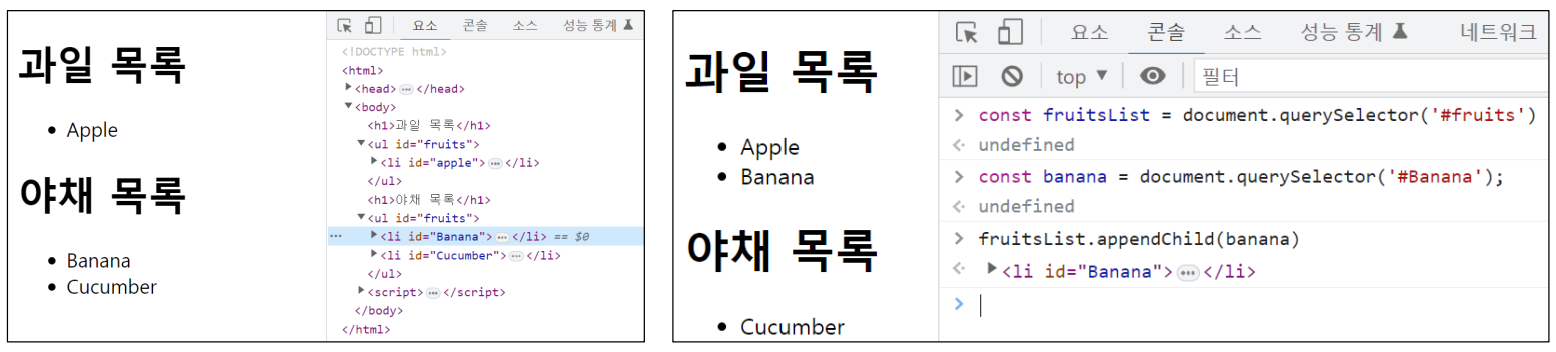 과일 목록
• Apple
야채 목록
• Banana
• Cucumber
요소 콘솔 소스 성능 통계
<!DOCTYPE html>
<html>
▶<head>⋯</head>
▼<body>
<h1>과일 목록</h1>
▼<ul id="fruits">
▶<li id="apple">⋯</li>
</ul>
<h1>야채 목록</h1>
▼<ul id="fruits">
⋯ ▶<li id="Banana">⋯</li> == $0
▶<li id="Cucumber">⋯</li>
</ul>
▶<script>⋯</script>
</body>
</html>
과일 목록
• Apple
• Banana
야채 목록
• Cucumber
요소 콘솔 소스 성능 통계 네트워크
top ▼ 필터
> const fruitsList = document.querySelector('#fruits')
<· undefined
> const banana = document.querySelector('#Banana');
<· undefined
> fruitsList.appendChild(banana)
<· ▶<li id="Banana">⋯</li>
>